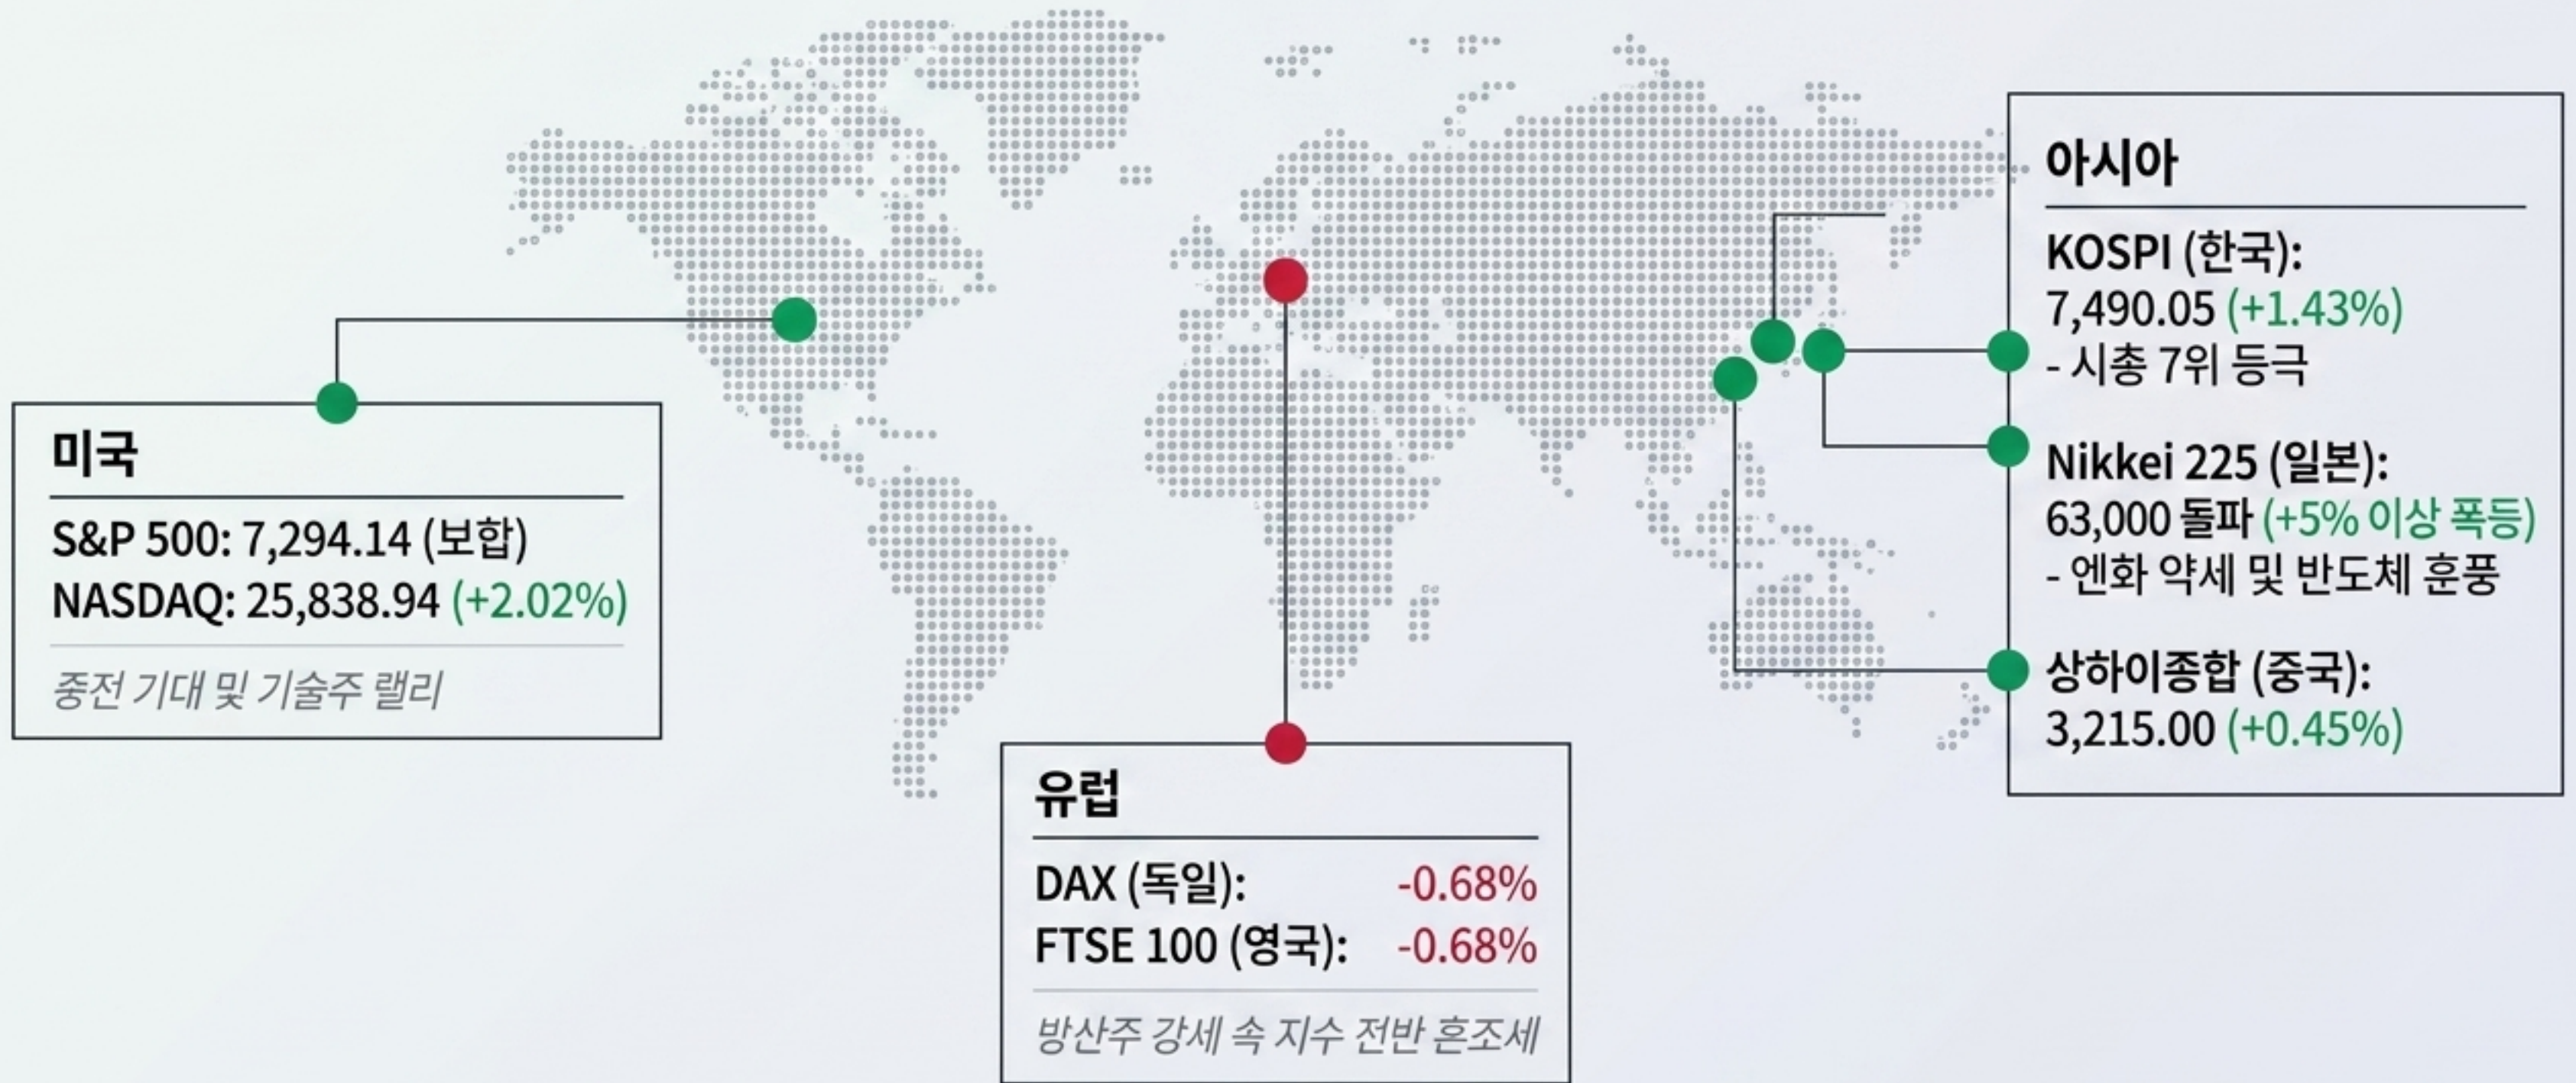 미국
S&P 500: 7,294.14 (보합)
NASDAQ: 25,838.94 (+2.02%)
중전 기대 및 기술주 랠리
유럽
DAX (독일): -0.68%
FTSE 100 (영국): -0.68%
방산주 강세 속 지수 전반 혼조세
아시아
KOSPI (한국):
7,490.05 (+1.43%)
- 시총 7위 등극
Nikkei 225 (일본):
63,000 돌파 (+5% 이상 폭등)
- 엔화 약세 및 반도체 훈풍
상하이종합 (중국):
3,215.00 (+0.45%)